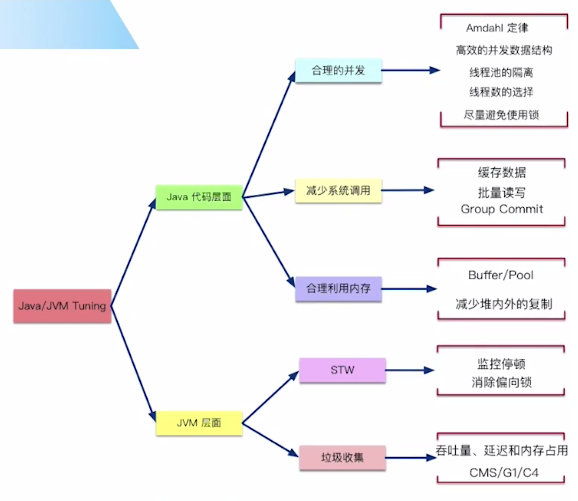 Java/JVM Tuning
Java 代码层面
合理的并发
Amdahl 定律
高效的并发数据结构
线程池的隔离
线程数的选择
尽量避免使用锁
减少系统调用
缓存数据
批量读写
Group Commit
合理利用内存
Buffer/Pool
减少堆内外的复制
JVM 层面
STW
监控停顿
消除偏向锁
垃圾收集
吞吐量、延迟和内存占用
CMS/G1/C4